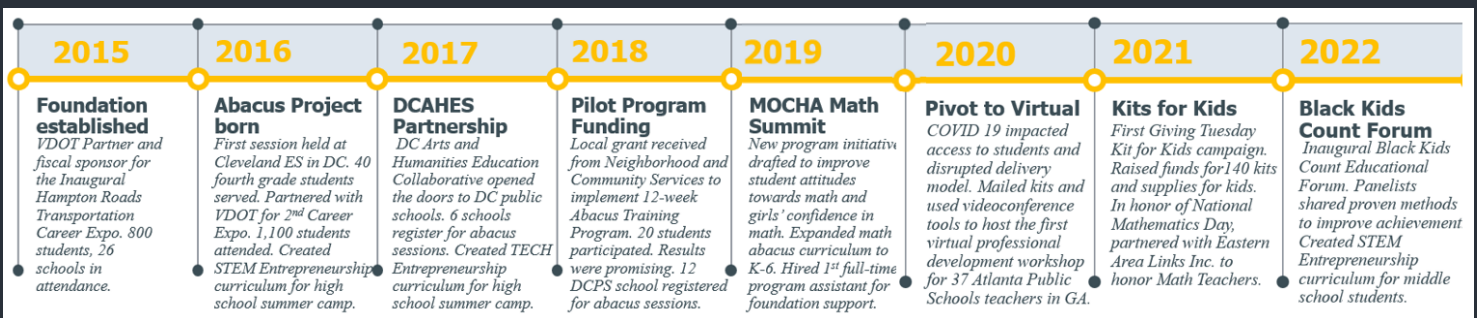 2015
Foundation
established
VDOT Partner and
fiscal sponsor for
the Inaugural
Hampton Roads
Transportation
Career Expo. 800
students, 26
schools in
attendance.
2016
Abacus Project
born
First session held at
Cleveland ES in DC. 40
fourth grade students
served. Partnered with
VDOT for 2nd Career
Expo. 1,100 students
attended. Created
STEM Entrepreneurship
curriculum for high
school summer camp.
2017
DCAHES
Partnership
DC Arts and
Humanities Education
Collaborative opened
the doors to DC public
schools. 6 schools
register for abacus
sessions. Created TECH
Entrepreneurship
curriculum for high
school summer camp.
2018
Pilot Program
Funding
Local grant received
from Neighborhood and
Community Services to
implement 12-week
Abacus Training
Program. 20 students
participated. Results
were promising. 12
DCPS school registered
for abacus sessions.
2019
MOCHA Math
Summit
New program initiative
drafted to improve
student attitudes
towards math and
girls' confidence in
math. Expanded math
abacus curriculum to
K-6. Hired 1st full-time
program assistant for
foundation support.
2020
Pivot to Virtual
COVID 19 impacted
access to students and
disrupted delivery
model. Mailed kits and
used videoconference
tools to host the first
virtual professional
development workshop
for 37 Atlanta Public
Schools teachers in GA.
2021
Kits for Kids
First Giving Tuesday
Kit for Kids campaign.
Raised funds for140 kits
and supplies for kids.
In honor of National
Mathematics Day,
partnered with Eastern
Area Links Inc. to
honor Math Teachers.
2022
Black Kids
Count Forum
Inaugural Black Kids
Count Educational
Forum. Panelists
shared proven methods
to improve achievement
Created STEM
Entrepreneurship
curriculum for middle
school students.